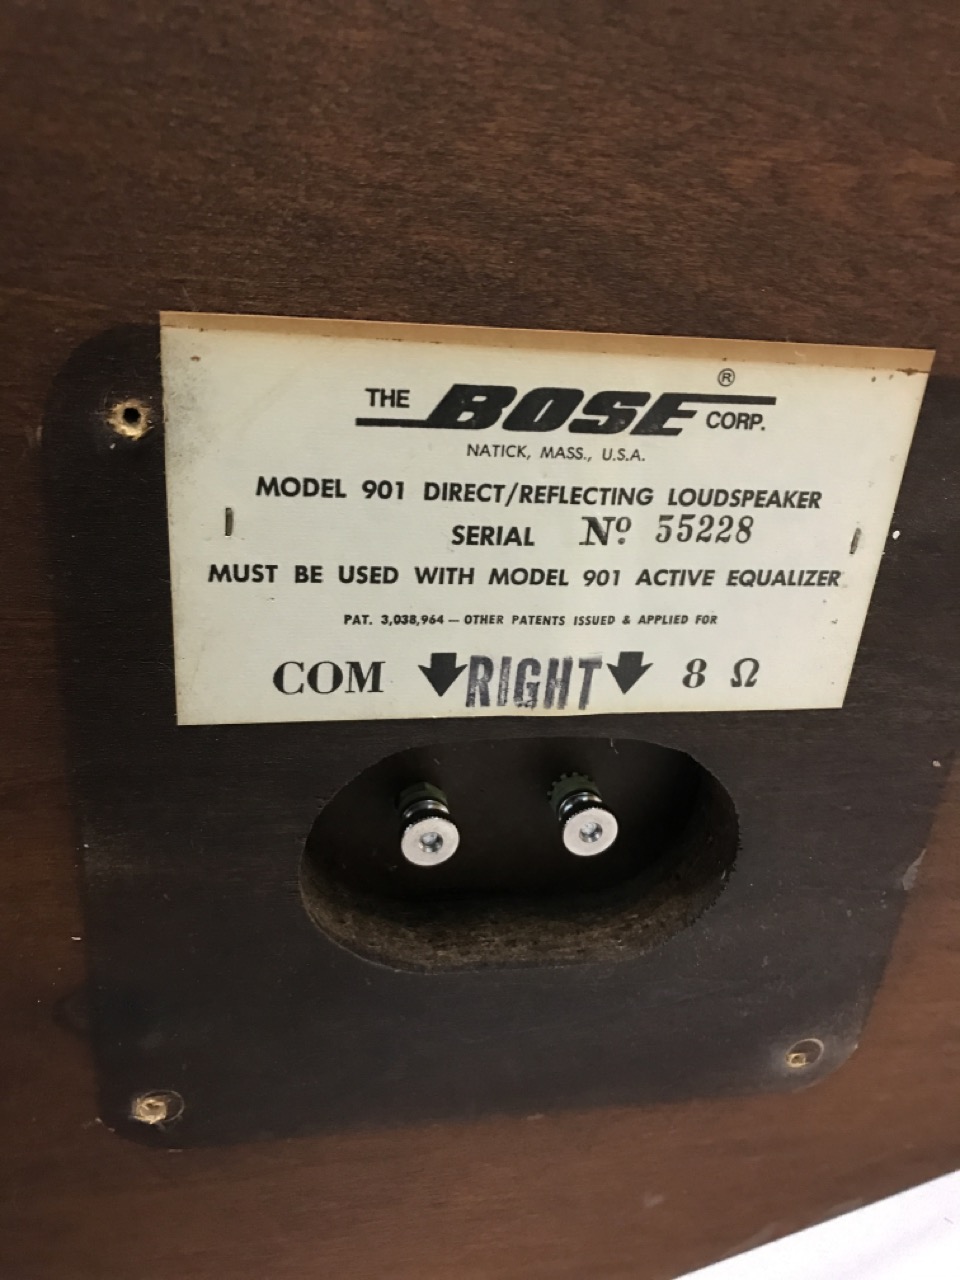 THE BOSE® CORP.
NATICK, MASS., U.S.A.
MODEL 901 DIRECT/REFLECTING LOUDSPEAKER
SERIAL Nº 55228
MUST BE USED WITH MODEL 901 ACTIVE EQUALIZER
PAT. 3,038,964 — OTHER PATENTS ISSUED & APPLIED FOR
COM RIGHT 8 Ω